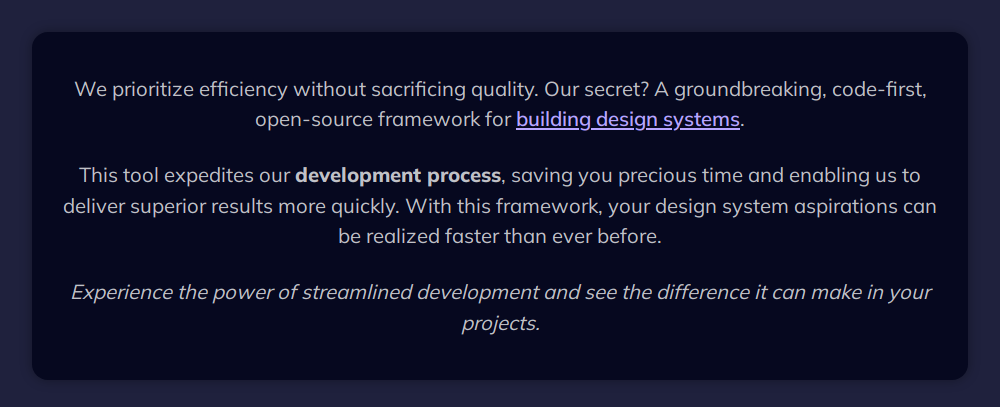 We prioritize efficiency without sacrificing quality. Our secret? A groundbreaking, code-first,
open-source framework for building design systems.
This tool expedites our development process, saving you precious time and enabling us to
deliver superior results more quickly. With this framework, your design system aspirations can
be realized faster than ever before.
Experience the power of streamlined development and see the difference it can make in your
projects.